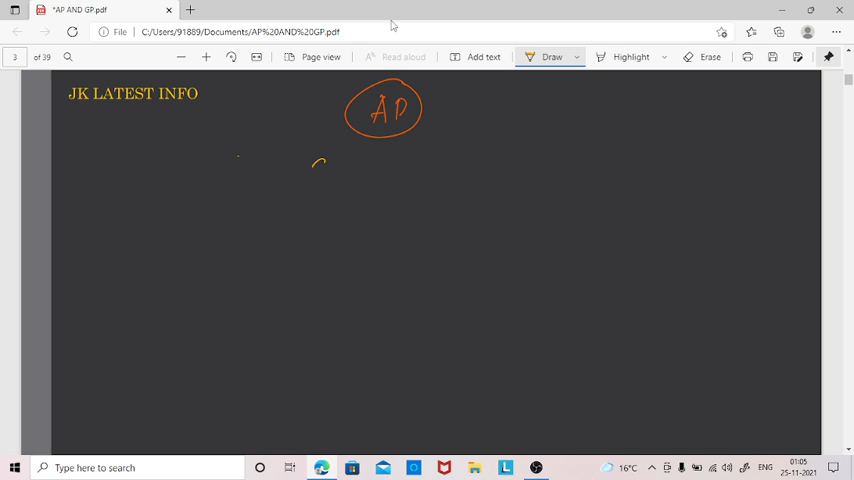 *AP AND GP.pdf
File
C:/Users/91889/Documents/AP%20AND%20GP.pdf
3 of 39
Page view
Read aloud
Add text
Draw
Highlight
Erase
JK LATEST INFO
AP
Type here to search
L
16°C
ENG
01:05
25-11-2021